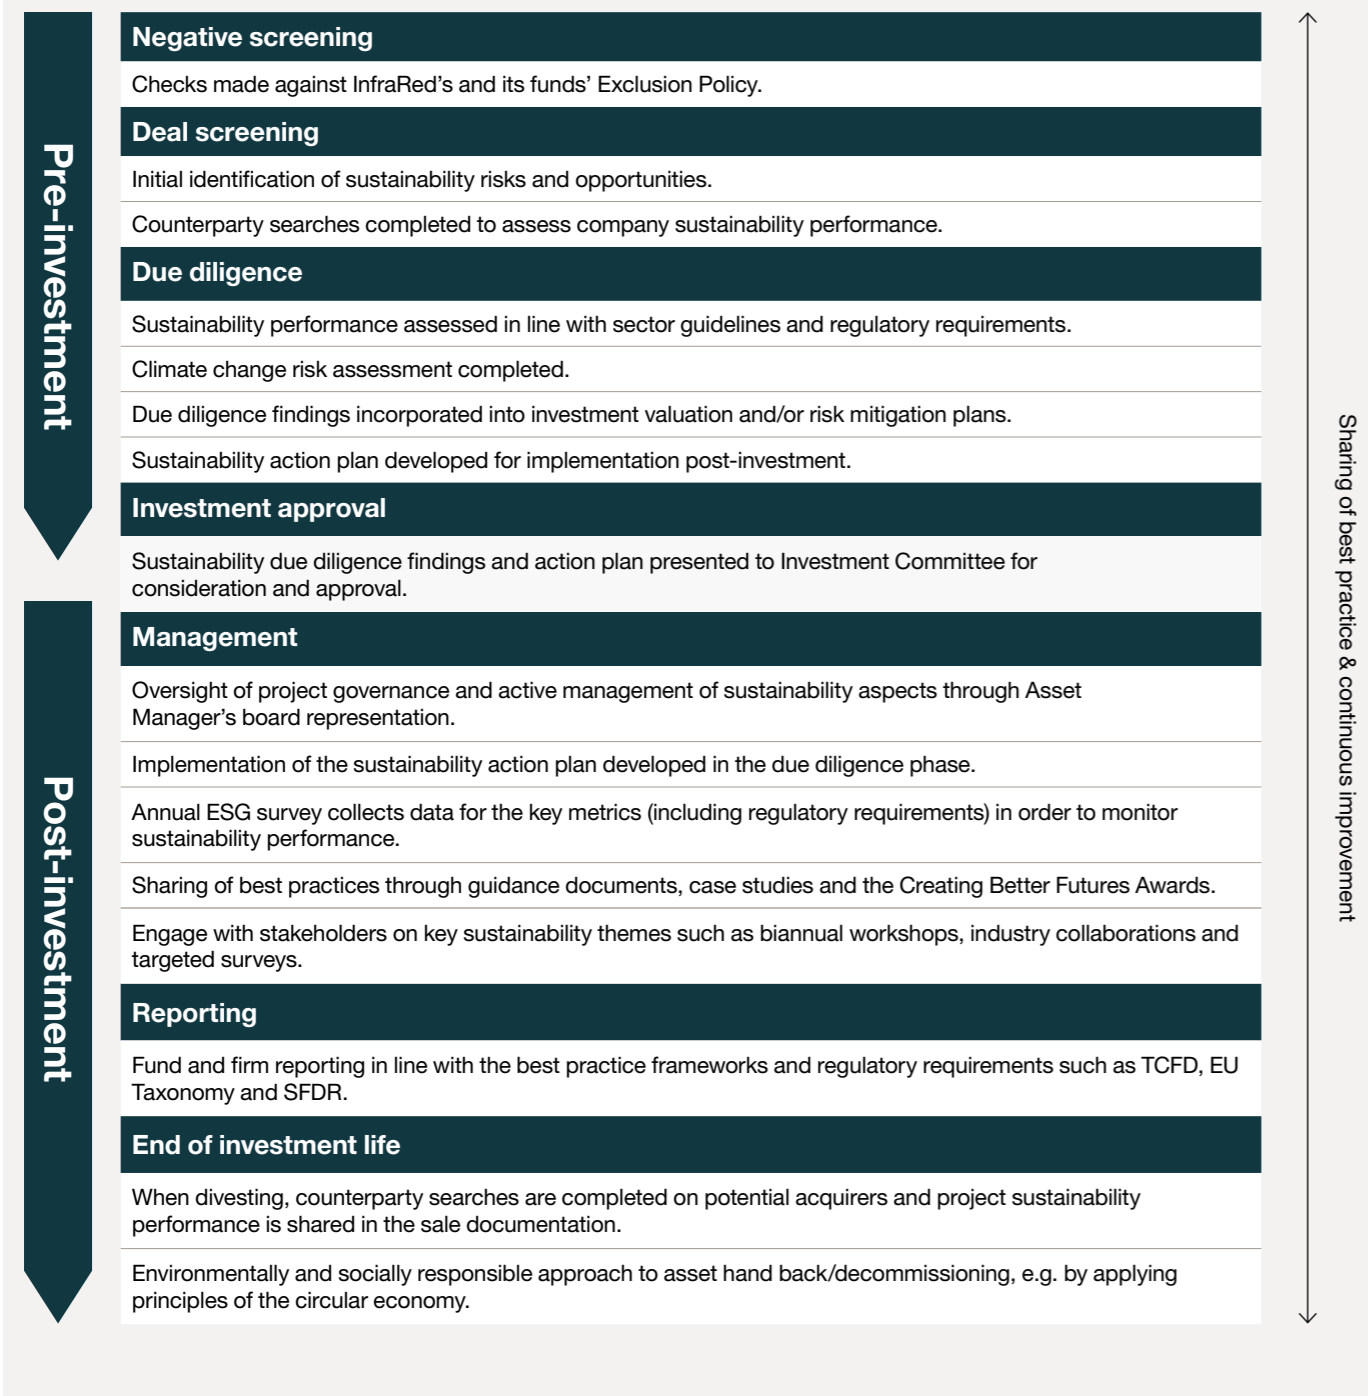 Pre-investment
Negative screening
Checks made against InfraRed’s and its funds’ Exclusion Policy.
Deal screening
Initial identification of sustainability risks and opportunities.
Counterparty searches completed to assess company sustainability performance.
Due diligence
Sustainability performance assessed in line with sector guidelines and regulatory requirements.
Climate change risk assessment completed.
Due diligence findings incorporated into investment valuation and/or risk mitigation plans.
Sustainability action plan developed for implementation post-investment.
Investment approval
Sustainability due diligence findings and action plan presented to Investment Committee for
consideration and approval.
Post-investment
Management
Oversight of project governance and active management of sustainability aspects through Asset
Manager’s board representation.
Implementation of the sustainability action plan developed in the due diligence phase.
Annual ESG survey collects data for the key metrics (including regulatory requirements) in order to monitor
sustainability performance.
Sharing of best practices through guidance documents, case studies and the Creating Better Futures Awards.
Engage with stakeholders on key sustainability themes such as biannual workshops, industry collaborations and
targeted surveys.
Reporting
Fund and firm reporting in line with the best practice frameworks and regulatory requirements such as TCFD, EU
Taxonomy and SFDR.
End of investment life
When divesting, counterparty searches are completed on potential acquirers and project sustainability
performance is shared in the sale documentation.
Environmentally and socially responsible approach to asset hand back/decommissioning, e.g. by applying
principles of the circular economy.
Sharing of best practice & continuous improvement